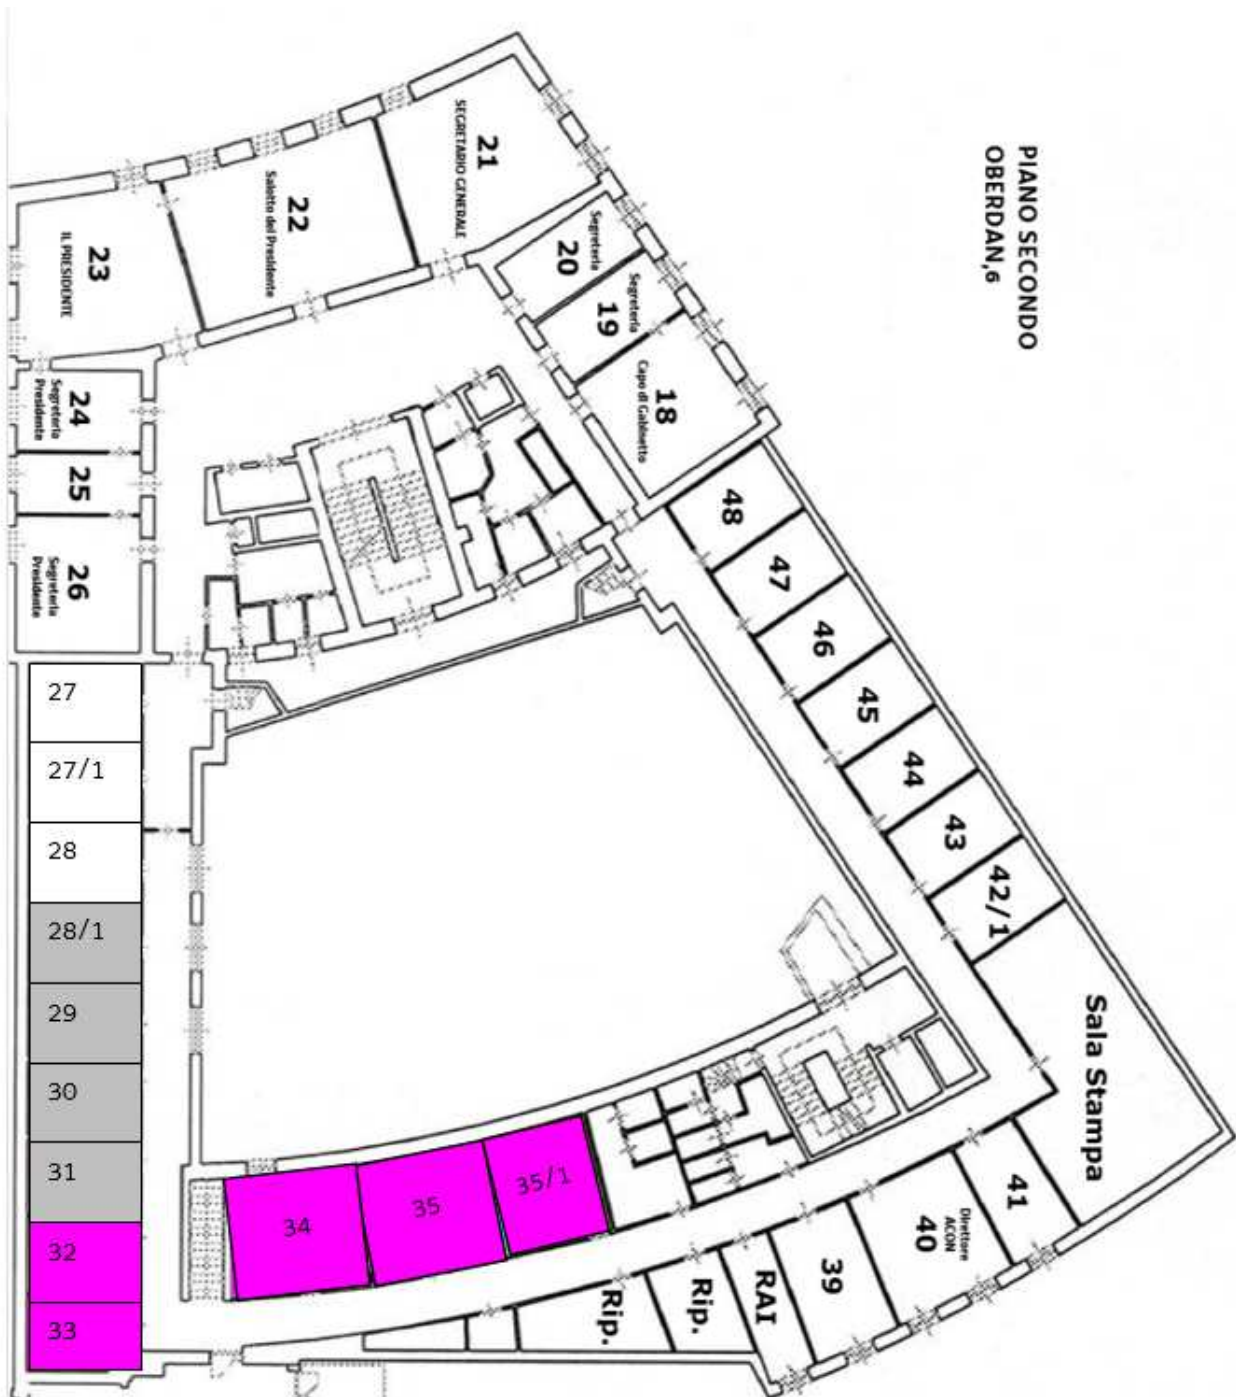 PIANO SECONDO
OBERDAN,6
21
SEGRETARIO GENERALE
22
Salotto del Presidente
23
IL PRESIDENTE
20
Segreteria
19
Segreteria
18
Capo di Gabinetto
24
Segreteria
Presidente
25
26
Segreteria
Presidente
27
27/1
28
28/1
29
30
31
32
33
34
35
35/1
48
47
46
45
44
43
42/1
Sala Stampa
41
Direttore
ACON
40
39
RAI
Rip.
Rip.